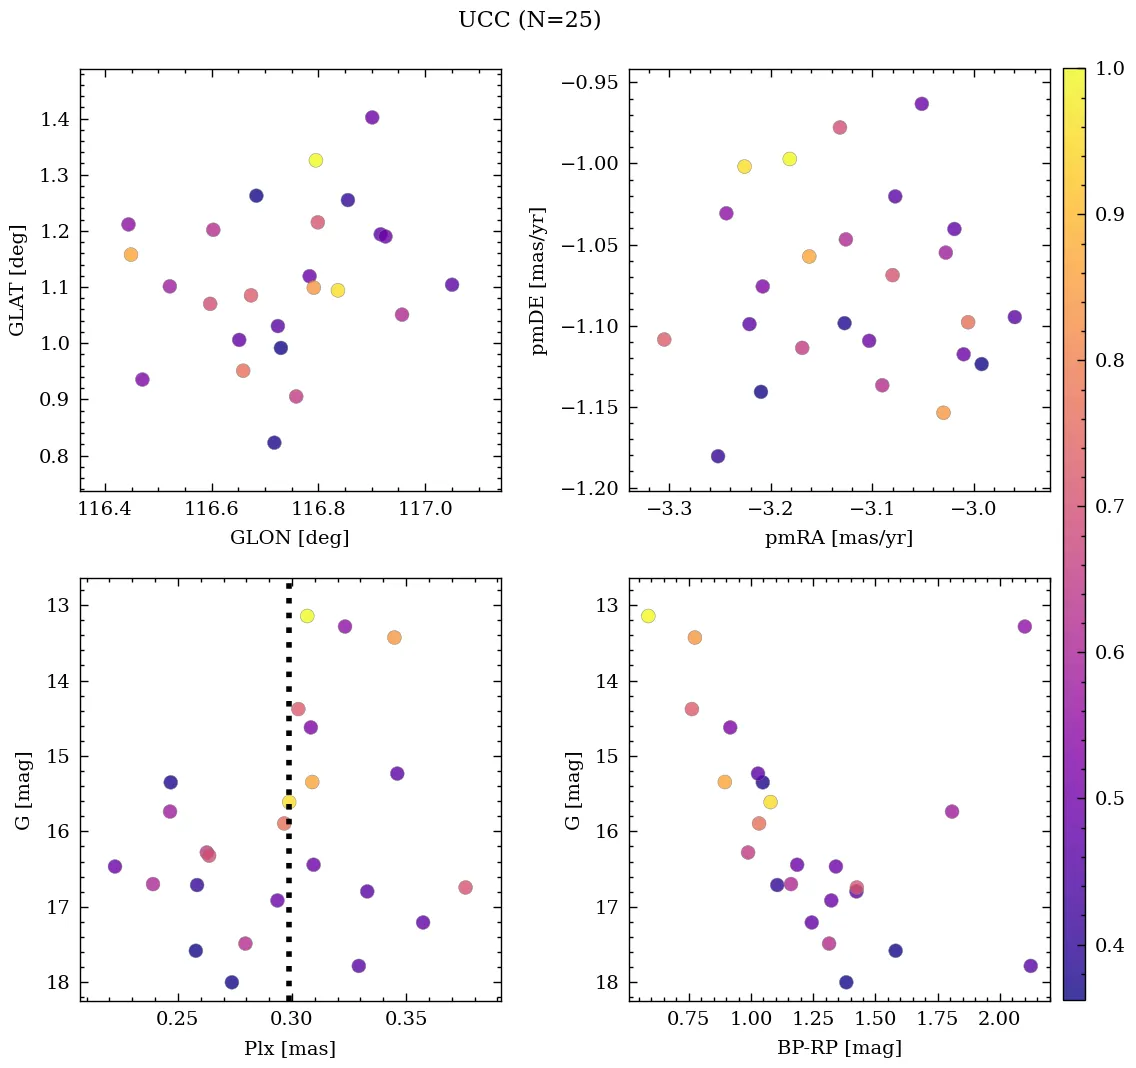 UCC (N=25)
1.4
1.3
1.2
1.1
1.0
0.9
0.8
GLAT [deg]
116.4 116.6 116.8 117.0
GLON [deg]
−0.95
−1.00
−1.05
−1.10
−1.15
−1.20
pmDE [mas/yr]
−3.3 −3.2 −3.1 −3.0
pmRA [mas/yr]
13
14
15
16
17
18
G [mag]
0.25 0.30 0.35
Plx [mas]
13
14
15
16
17
18
G [mag]
0.75 1.00 1.25 1.50 1.75 2.00
BP-RP [mag]
1.0
0.9
0.8
0.7
0.6
0.5
0.4